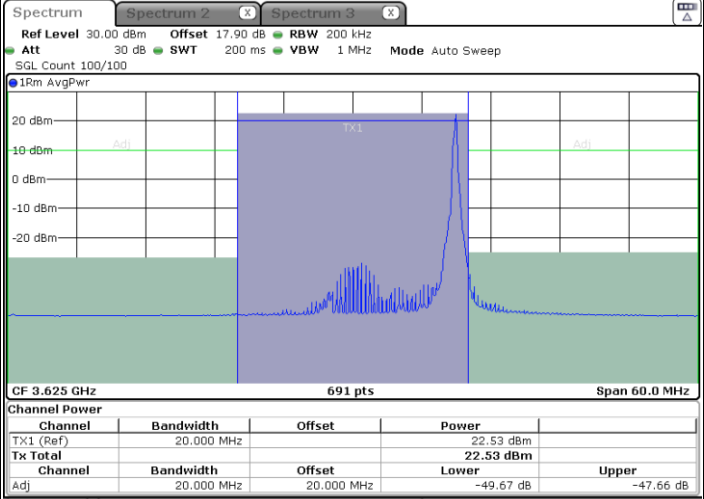 Spectrum Spectrum 2 X Spectrum 3 X
Ref Level 30.00 dBm Offset 17.90 dB RBW 200 kHz
Att 30 dB SWT 200 ms VBW 1 MHz Mode Auto Sweep
SGL Count 100/100
1Rm AvgPwr
20 dBm
TX1
Adj Adj
10 dBm
0 dBm
-10 dBm
-20 dBm
CF 3.625 GHz 691 pts Span 60.0 MHz
Channel Power
Channel Bandwidth Offset Power
TX1 (Ref) 20.000 MHz 22.53 dBm
Tx Total 22.53 dBm
Channel Bandwidth Offset Lower Upper
Adj 20.000 MHz 20.000 MHz -49.67 dB -47.66 dB